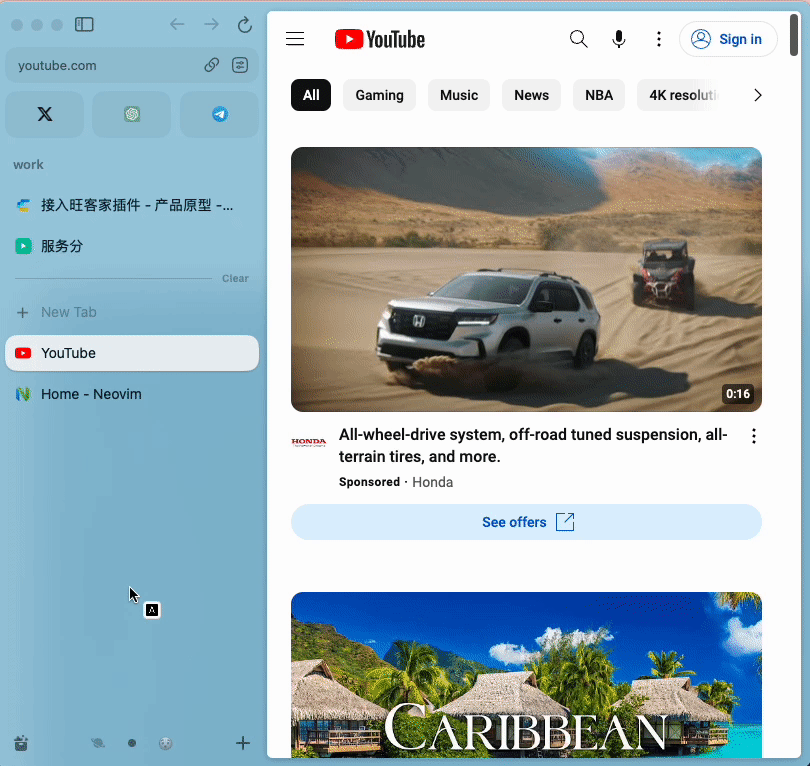 youtube.com
work
接入旺客家插件 - 产品原型 -...
服务分
Clear
New Tab
YouTube
Home - Neovim
YouTube
Sign in
All
Gaming
Music
News
NBA
4K resoluti
0:16
HONDA
All-wheel-drive system, off-road tuned suspension, all-
terrain tires, and more.
Sponsored · Honda
See offers
CARIBBEAN
A